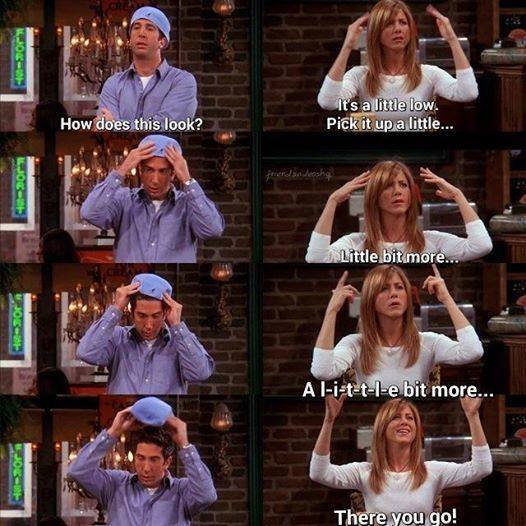 FLORIST
How does this look?
It's a little low.
Pick it up a little...
FLORIST
Little bit more...
FLORIST
A l-i-t-t-l-e bit more...
FLORIST
There you go!